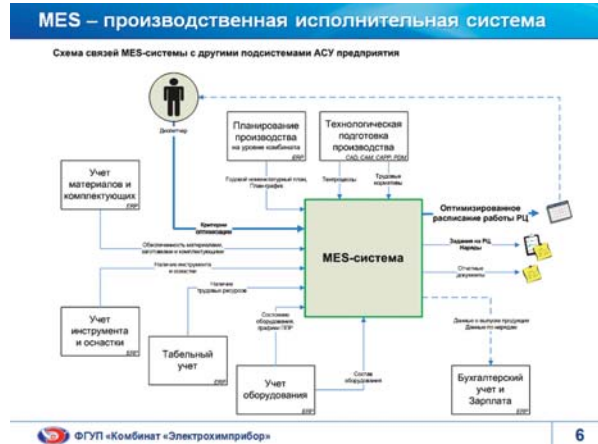 MES – производственная исполнительная система
Схема связей MES-системы с другими подсистемами АСУ предприятия
Диспетчер
Планирование
производства
на уровне комбината
ERP
Технологическая
подготовка
производства
CAD, CAM, CAPP, PDM
Учет
материалов и
комплектующих
ERP
Годовой номенклатурный план,
План-график
Техпроцессы
Трудовые
нормативы
Критерии
оптимизации
Оптимизированное
расписание работы РЦ
Обеспеченность материалами,
заготовками и комплектующими
Задания на РЦ
Наряды
MES-система
Наличие инструмента
и оснастки
Отчетные
документы
Наличие
трудовых ресурсов
Учет
инструмента
и оснастки
ERP
Состояние
оборудования,
графики ППР
Данные о выпуске продукции
Данные по нарядам
Табельный
учет
ERP
Учет
оборудования
ERP
Состав
оборудования
Бухгалтерский
учет и
Зарплата
ERP
ФГУП «Комбинат «Электрохимприбор»
6